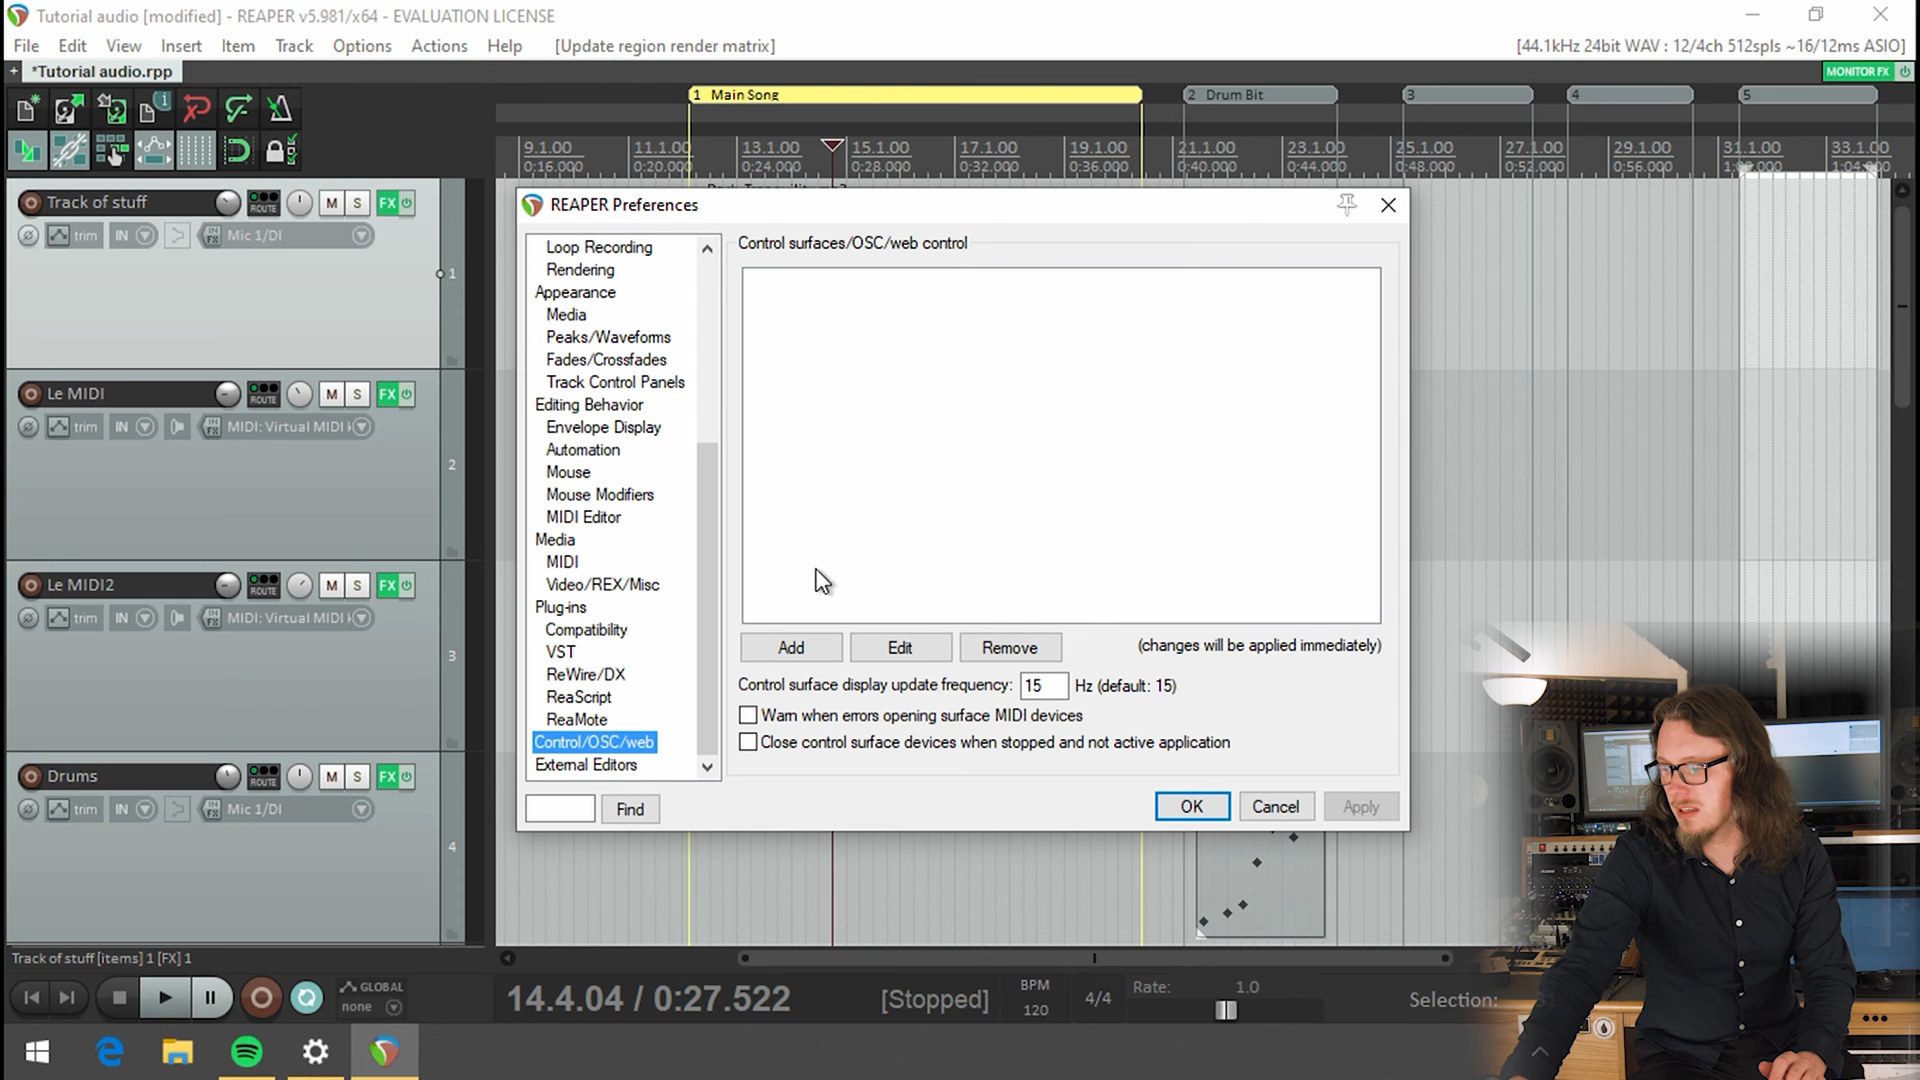 Tutorial audio [modified] - REAPER v5.981/x64 - EVALUATION LICENSE
File Edit View Insert Item Track Options Actions Help [Update region render matrix]
[44.1kHz 24bit WAV : 12/4ch 512spls ~16/12ms ASIO]
+ *Tutorial audio.rpp
MONITOR FX
1 Main Song
2 Drum Bit
3
4
5
9.1.00 11.1.00 13.1.00 15.1.00 17.1.00 19.1.00 21.1.00 23.1.00 25.1.00 27.1.00 29.1.00 31.1.00 33.1.00
0:16.000 0:20.000 0:24.000 0:28.000 0:32.000 0:36.000 0:40.000 0:44.000 0:48.000 0:52.000 0:56.000
Track of stuff ROUTE M S FX
trim IN IN FX Mic 1/DI
1
Le MIDI ROUTE M S FX
trim IN IN FX MIDI: Virtual MIDI
2
Le MIDI2 ROUTE M S FX
trim IN IN FX MIDI: Virtual MIDI
3
Drums ROUTE M S FX
trim IN IN FX Mic 1/DI
4
REAPER Preferences
Loop Recording
Rendering
Appearance
Media
Peaks/Waveforms
Fades/Crossfades
Track Control Panels
Editing Behavior
Envelope Display
Automation
Mouse
Mouse Modifiers
MIDI Editor
Media
MIDI
Video/REX/Misc
Plug-ins
Compatibility
VST
ReWire/DX
ReaScript
ReaMote
Control/OSC/web
External Editors
Find
Control surfaces/OSC/web control
Add Edit Remove (changes will be applied immediately)
Control surface display update frequency: 15 Hz (default: 15)
Warn when errors opening surface MIDI devices
Close control surface devices when stopped and not active application
OK Cancel Apply
Track of stuff [items] 1 [FX] 1
GLOBAL
none
14.4.04 / 0:27.522 [Stopped]
BPM
120
4/4
Rate: 1.0
Selection: